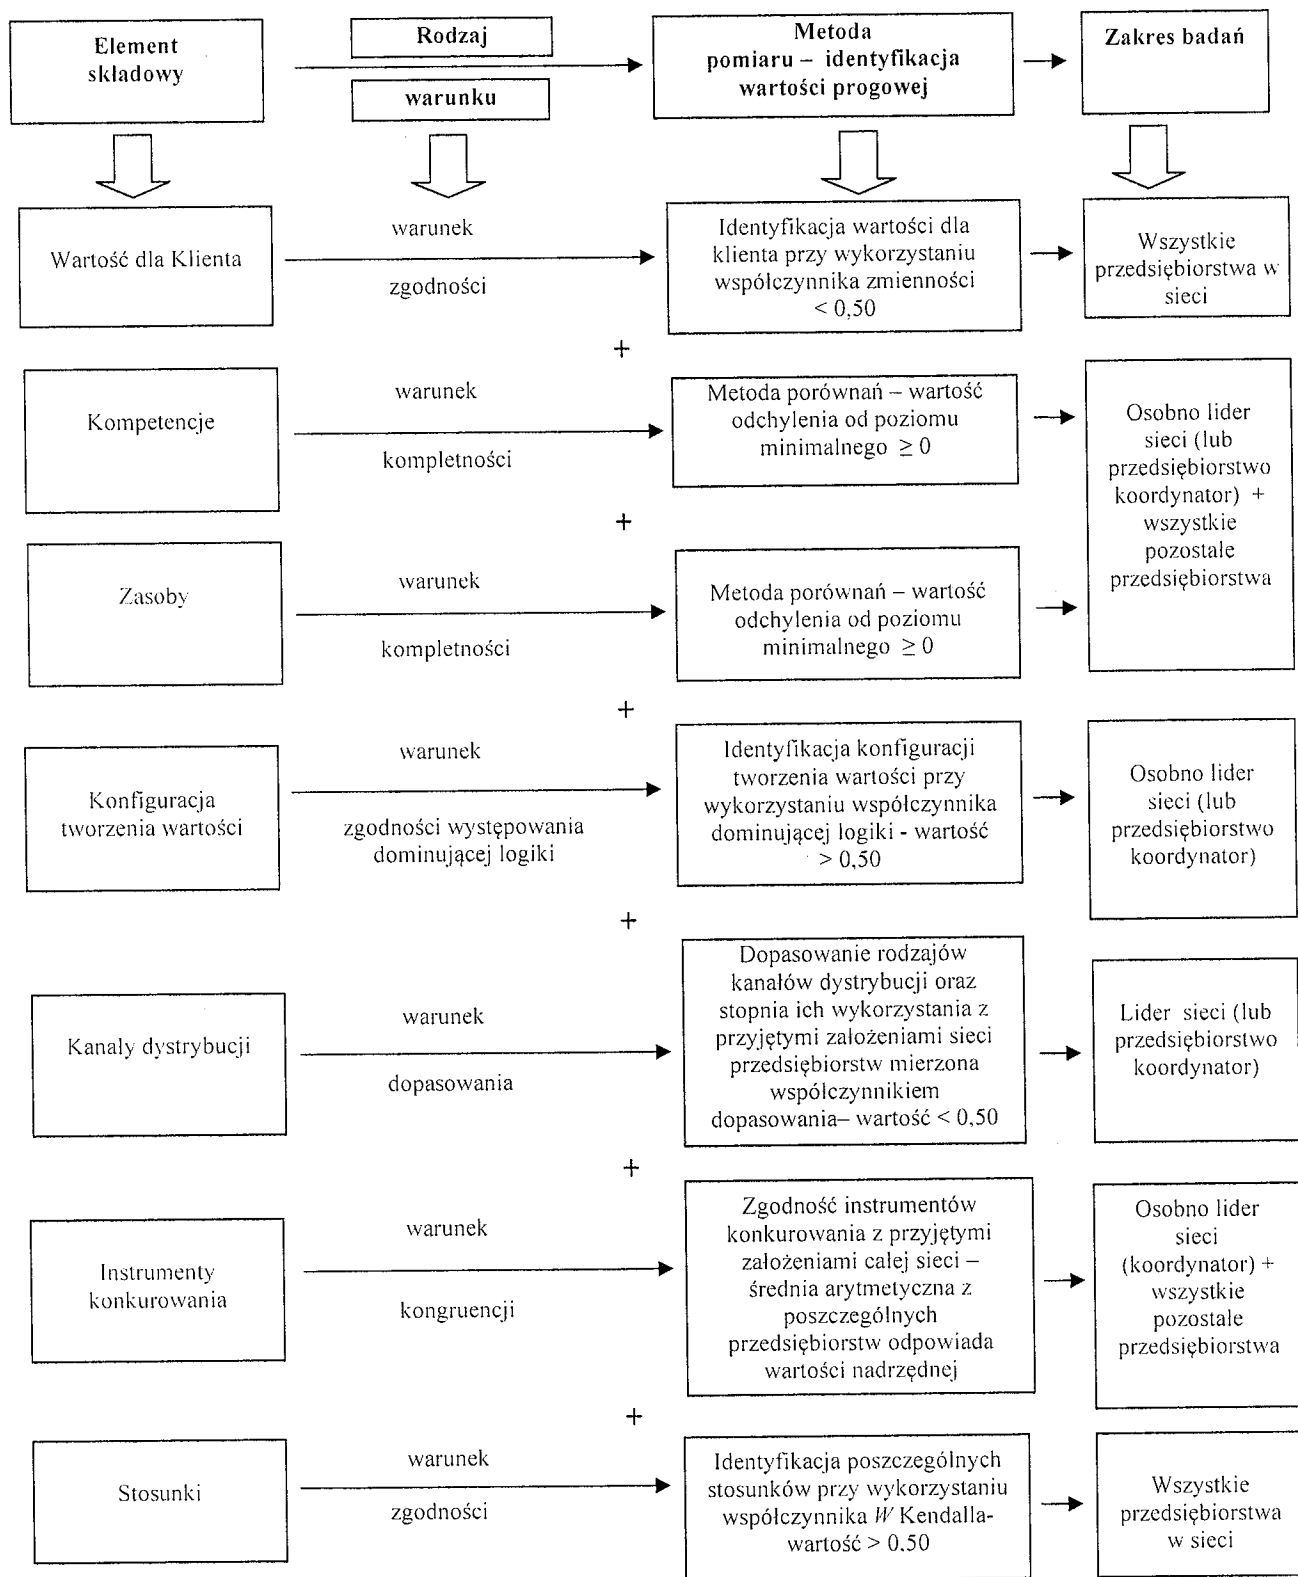 Element
składowy
Rodzaj
warunku
Metoda
pomiaru – identyfikacja
wartości progowej
Zakres badań
Wartość dla Klienta
warunek
zgodności
Identyfikacja wartości dla
klienta przy wykorzystaniu
współczynnika zmienności
< 0,50
Wszystkie
przedsiębiorstwa w
sieci
+
Kompetencje
warunek
kompletności
Metoda porównań – wartość
odchylenia od poziomu
minimalnego ≥ 0
Osobno lider
sieci (lub
przedsiębiorstwo
koordynator) +
wszystkie
pozostałe
przedsiębiorstwa
+
Zasoby
warunek
kompletności
Metoda porównań – wartość
odchylenia od poziomu
minimalnego ≥ 0
+
Konfiguracja
tworzenia wartości
warunek
zgodności występowania
dominującej logiki
Identyfikacja konfiguracji
tworzenia wartości przy
wykorzystaniu współczynnika
dominującej logiki - wartość
> 0,50
Osobno lider
sieci (lub
przedsiębiorstwo
koordynator)
+
Kanały dystrybucji
warunek
dopasowania
Dopasowanie rodzajów
kanałów dystrybucji oraz
stopnia ich wykorzystania z
przyjętymi założeniami sieci
przedsiębiorstw mierzona
współczynnikiem
dopasowania– wartość < 0,50
Lider sieci (lub
przedsiębiorstwo
koordynator)
+
Instrumenty
konkurowania
warunek
kongruencji
Zgodność instrumentów
konkurowania z przyjętymi
założeniami całej sieci –
średnia arytmetyczna z
poszczególnych
przedsiębiorstw odpowiada
wartości nadrzędnej
Osobno lider
sieci
(koordynator) +
wszystkie
pozostałe
przedsiębiorstwa
+
Stosunki
warunek
zgodności
Identyfikacja poszczególnych
stosunków przy wykorzystaniu
współczynnika W Kendalla-
wartość > 0,50
Wszystkie
przedsiębiorstwa
w sieci